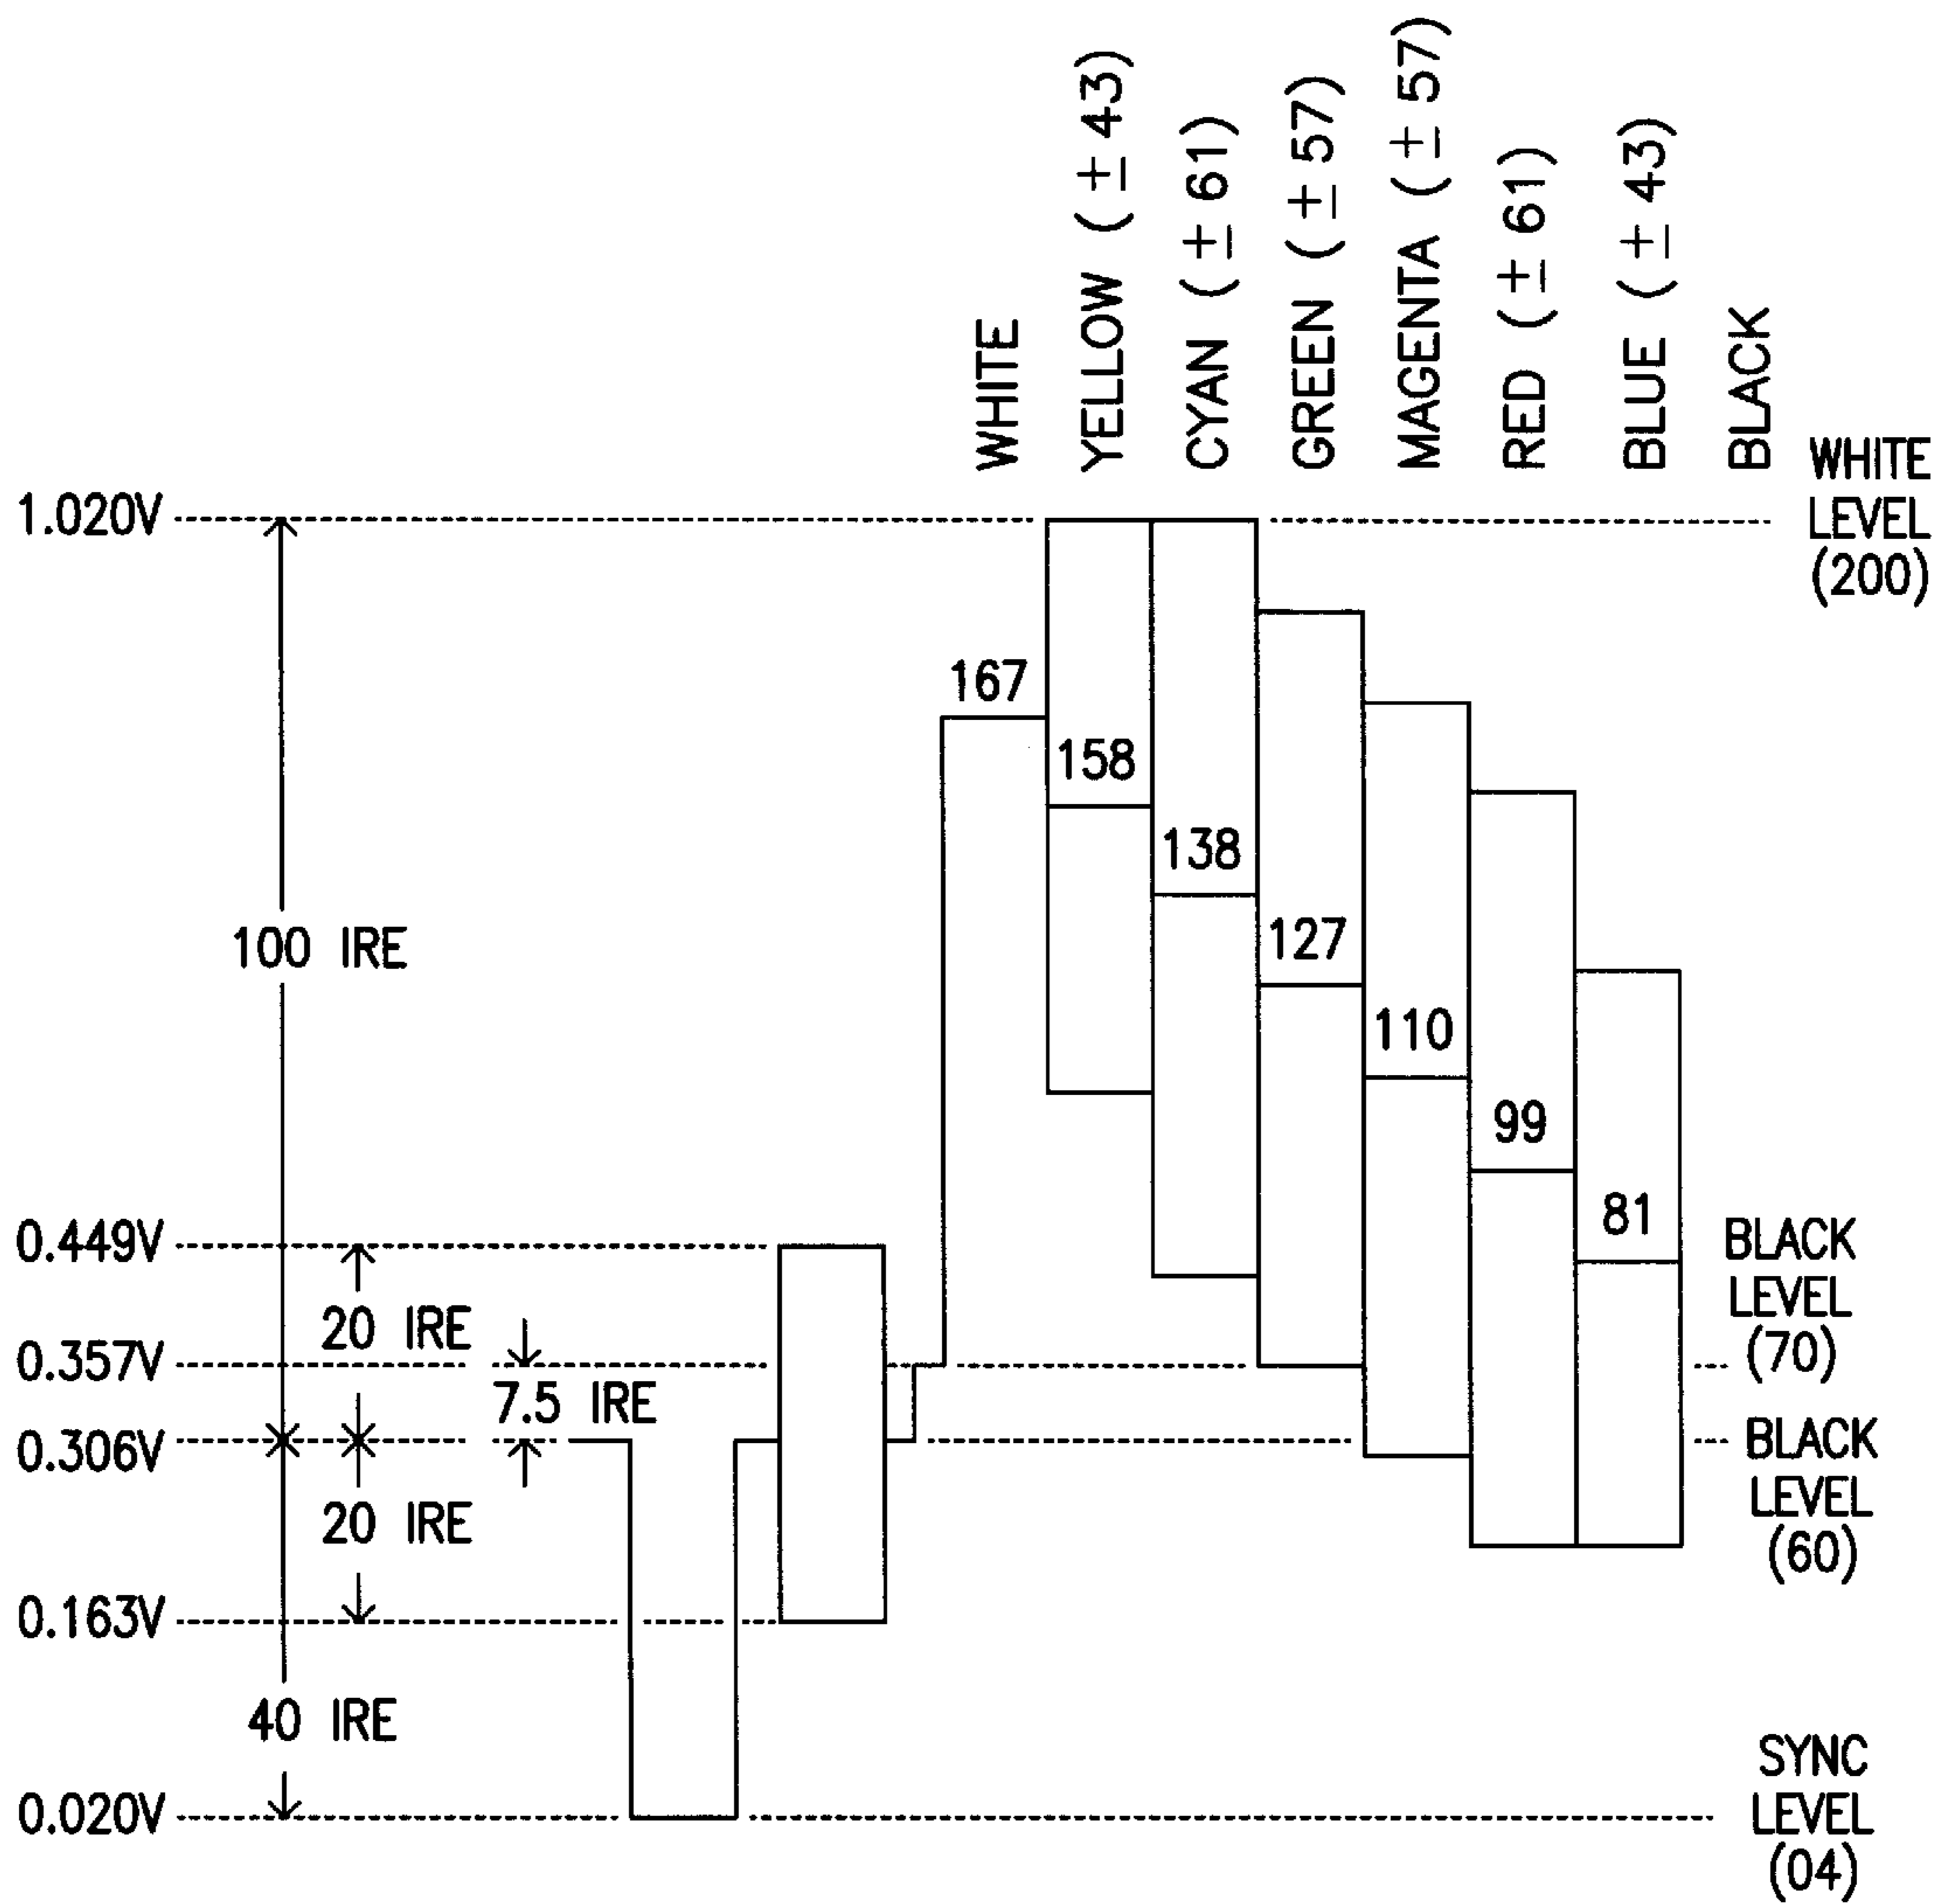 WHITE
YELLOW (±43)
CYAN (±61)
GREEN (±57)
MAGENTA (±57)
RED (±61)
BLUE (±43)
BLACK
WHITE
LEVEL
(200)
1.020V
167
158
138
100 IRE
127
110
99
81
0.449V
BLACK
LEVEL
(70)
20 IRE
0.357V
7.5 IRE
0.306V
BLACK
LEVEL
(60)
20 IRE
0.163V
40 IRE
0.020V
SYNC
LEVEL
(04)